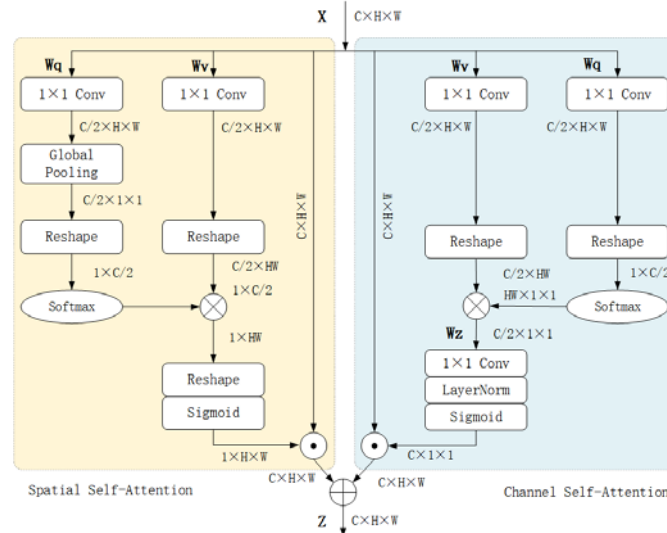 X
C×H×W
Wq
Wv
Wv
Wq
1×1 Conv
1×1 Conv
1×1 Conv
1×1 Conv
C/2×H×W
C/2×H×W
C/2×H×W
C/2×H×W
Global
Pooling
C/2×1×1
C×H×W
C×H×W
Reshape
Reshape
Reshape
Reshape
1×C/2
C/2×HW
C/2×HW
1×C/2
Softmax
1×C/2
HW×1×1
Softmax
1×HW
Wz
C/2×1×1
Reshape
Sigmoid
1×1 Conv
LayerNorm
Sigmoid
1×H×W
C×1×1
C×H×W
C×H×W
Spatial Self-Attention
Channel Self-Attention
Z
C×H×W